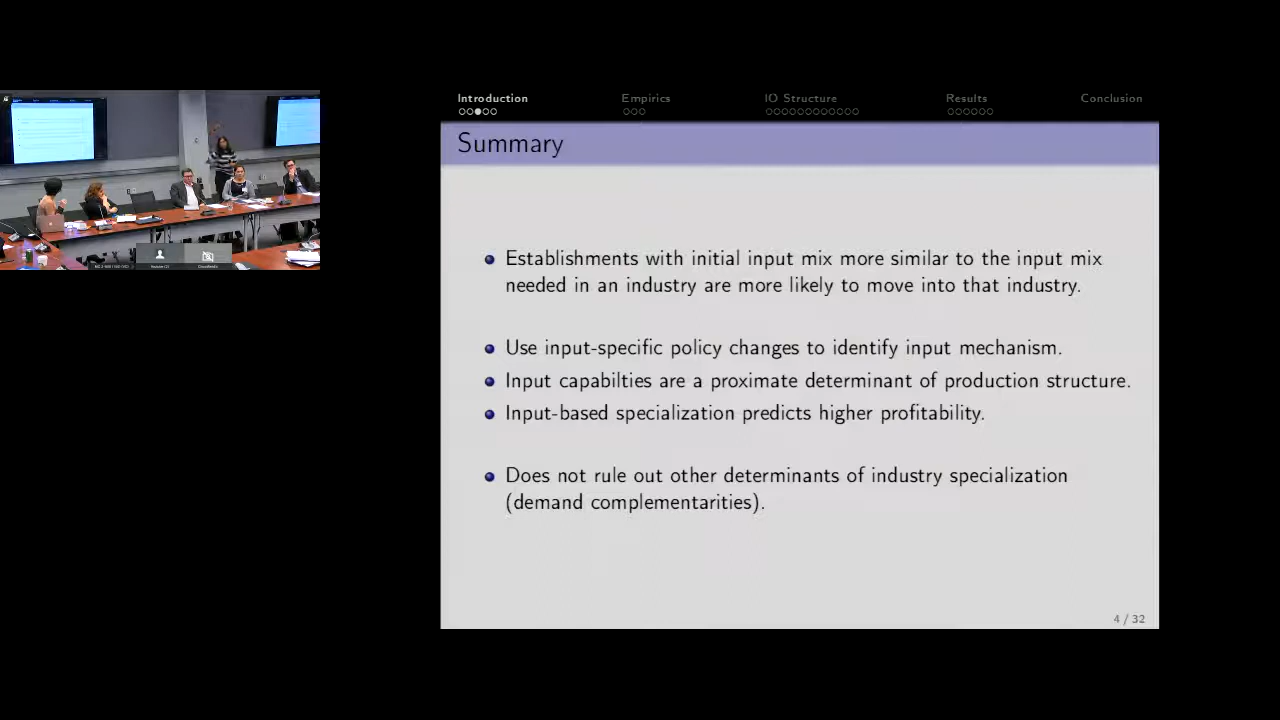 Introduction Empirics IO Structure Results Conclusion
Summary
Establishments with initial input mix more similar to the input mix
needed in an industry are more likely to move into that industry.
Use input-specific policy changes to identify input mechanism.
Input capabilties are a proximate determinant of production structure.
Input-based specialization predicts higher profitability.
Does not rule out other determinants of industry specialization
(demand complementarities).
4 / 32